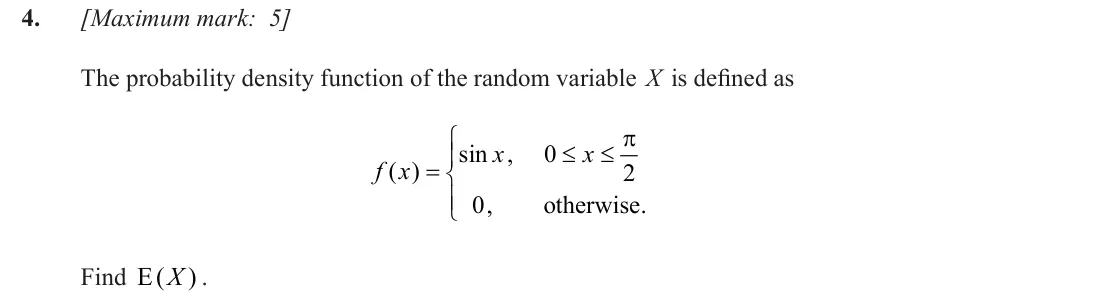 4. [Maximum mark: 5]
The probability density function of the random variable X is defined as
f(x) = { sin x, 0 ≤ x ≤ π/2
0, otherwise.
Find E(X).